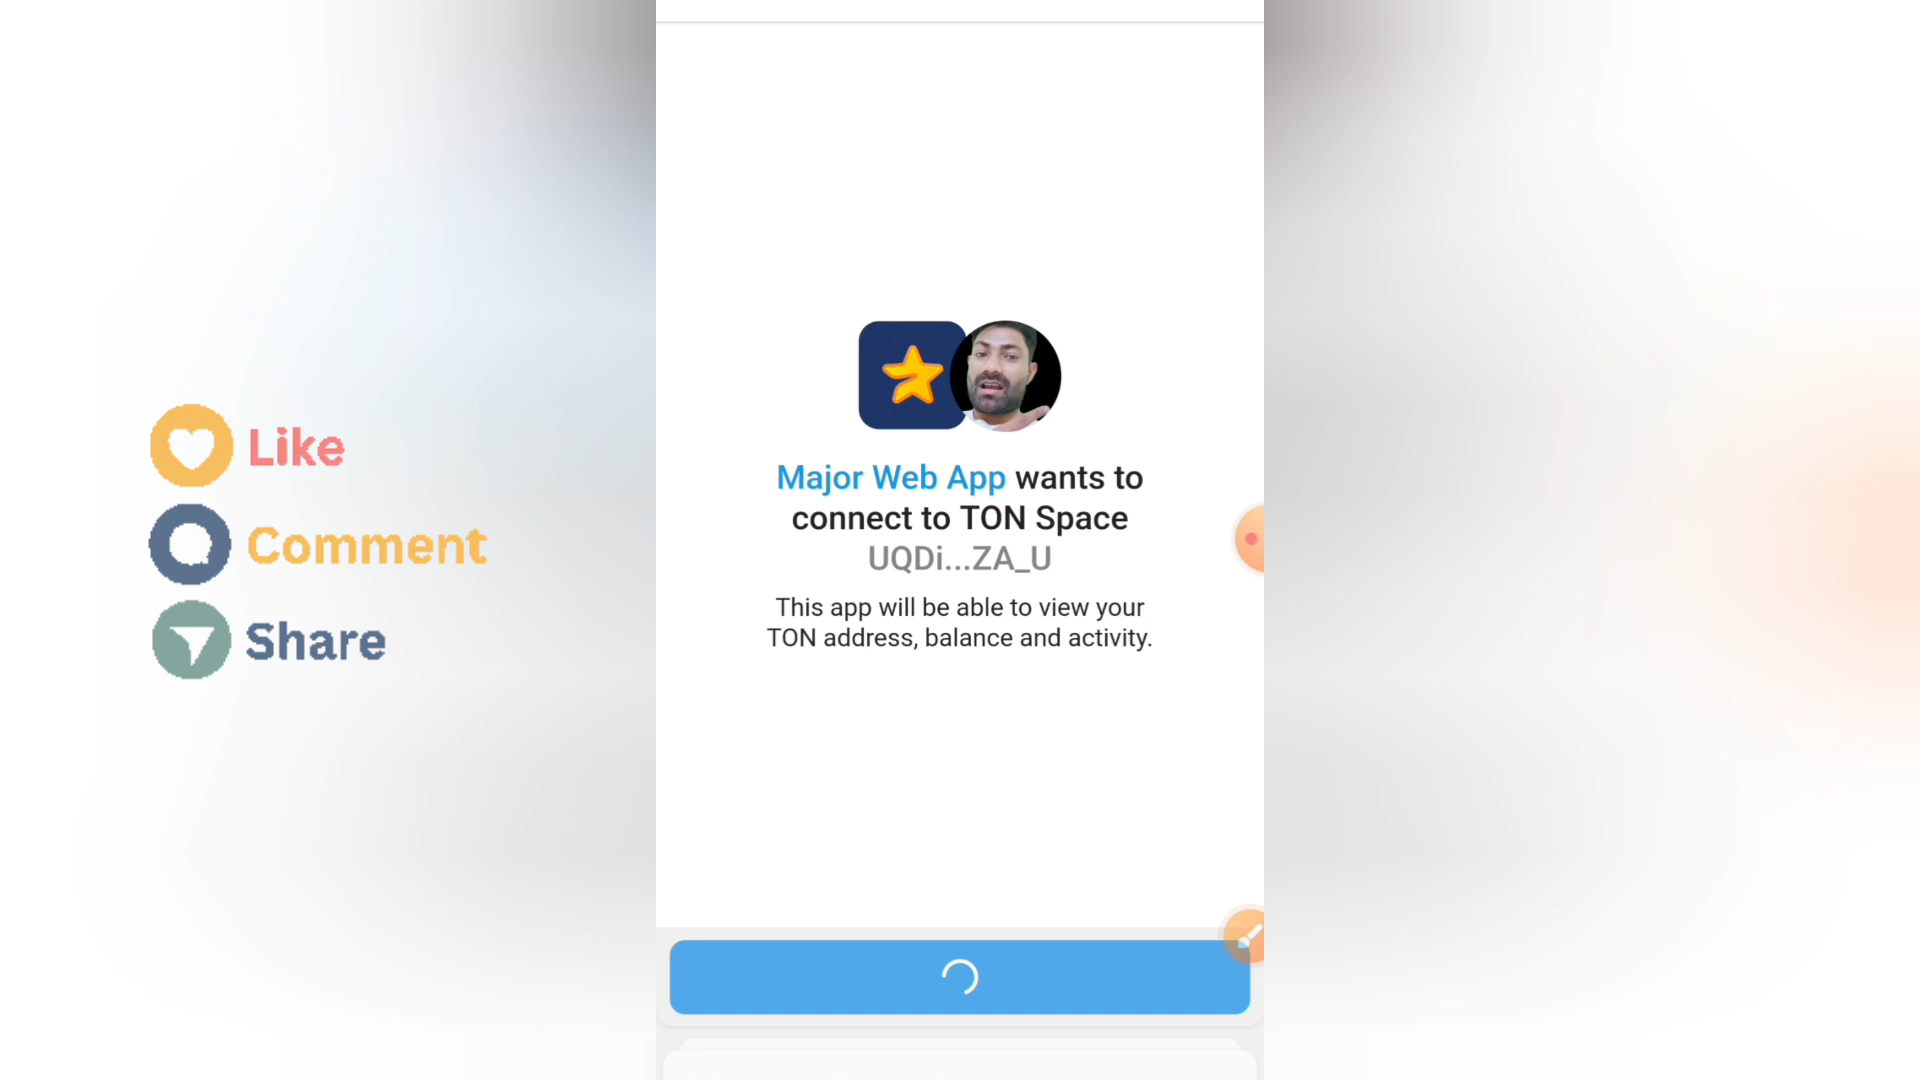 Like
Comment
Share
Major Web App wants to
connect to TON Space
UQDi...ZA_U
This app will be able to view your
TON address, balance and activity.